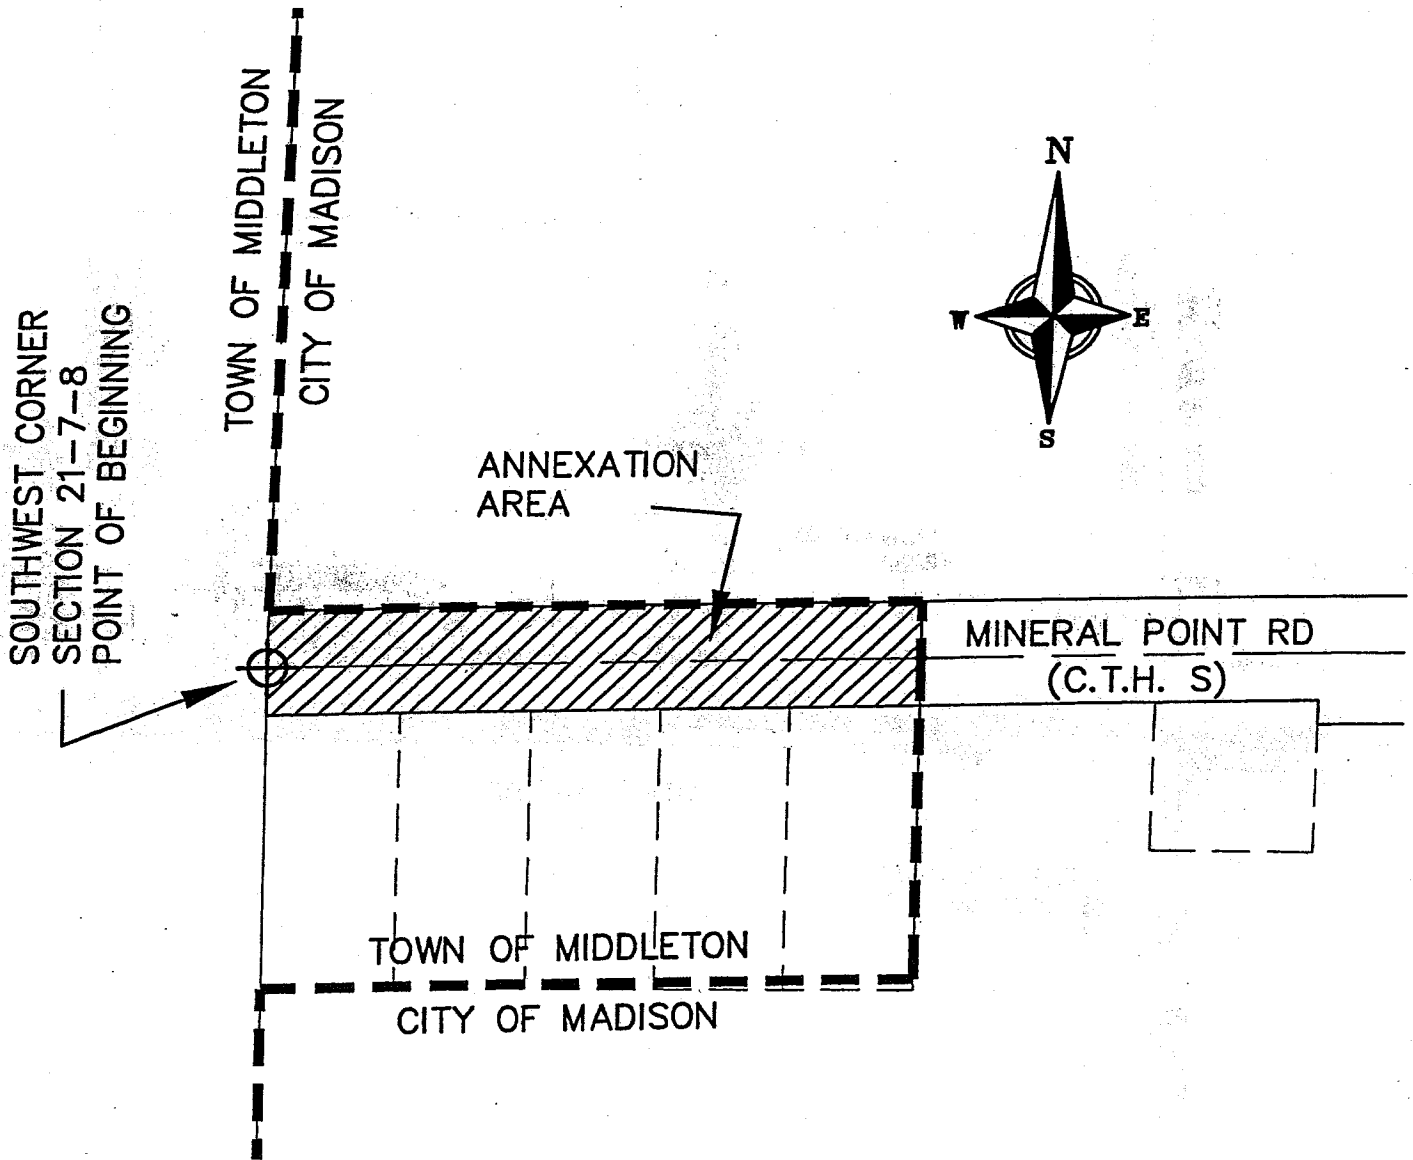 TOWN OF MIDDLETON
CITY OF MADISON
SOUTHWEST CORNER
SECTION 21-7-8
POINT OF BEGINNING
N
W
E
S
ANNEXATION
AREA
MINERAL POINT RD
(C.T.H. S)
TOWN OF MIDDLETON
CITY OF MADISON